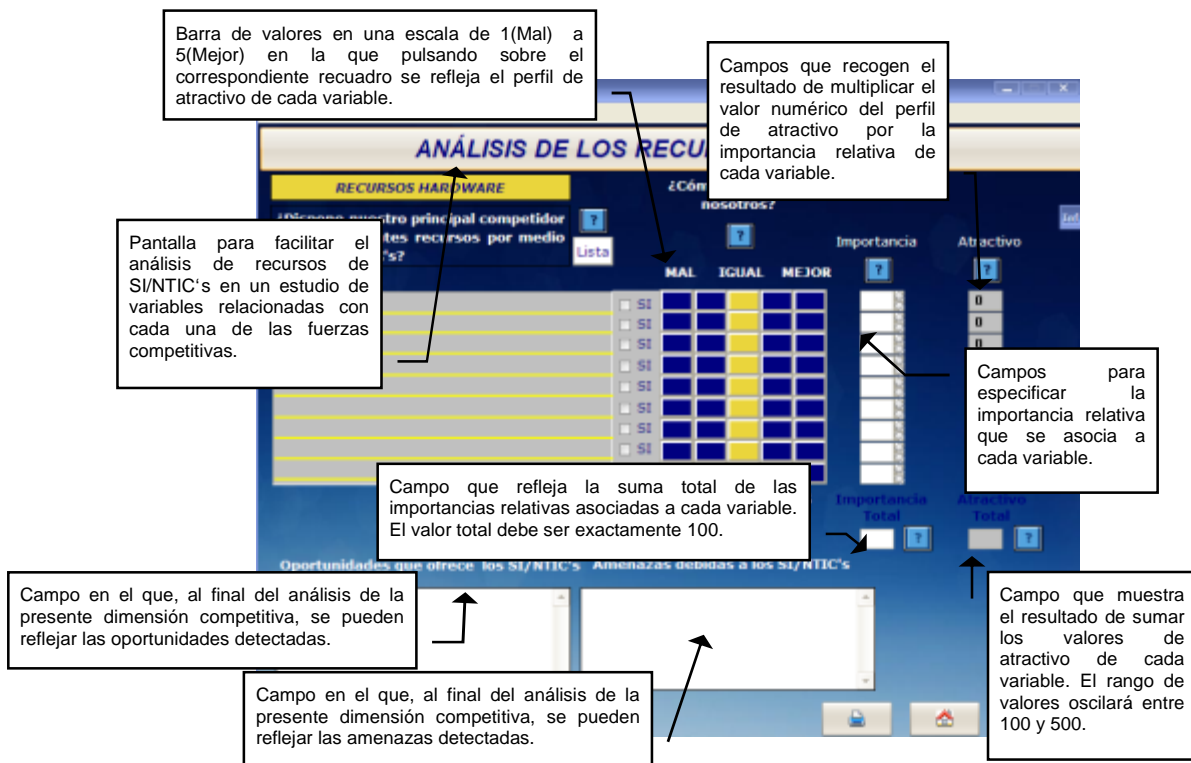 Barra de valores en una escala de 1(Mal) a
5(Mejor) en la que pulsando sobre el
correspondiente recuadro se refleja el perfil de
atractivo de cada variable.
Campos que recogen el
resultado de multiplicar el
valor numérico del perfil
de atractivo por la
importancia relativa de
cada variable.
ANÁLISIS DE LOS RECU
RECURSOS HARDWARE
¿Cóm
nosotros?
¿Dispone nuestro principal competidor
tes recursos por medio
's?
?
Lista
?
Pantalla para facilitar el
análisis de recursos de
SI/NTIC's en un estudio de
variables relacionadas con
cada una de las fuerzas
competitivas.
Importancia
Atractivo
?
?
MAL IGUAL MEJOR
SI
0
SI
0
SI
0
SI
SI
SI
SI
SI
Campos para
especificar la
importancia relativa
que se asocia a
cada variable.
Campo que refleja la suma total de las
importancias relativas asociadas a cada variable.
El valor total debe ser exactamente 100.
Importancia
Total
Atractivo
Total
?
?
Oportunidades que ofrece los SI/NTIC's
Amenazas debidas a los SI/NTIC's
Campo en el que, al final del análisis de la
presente dimensión competitiva, se pueden
reflejar las oportunidades detectadas.
Campo que muestra
el resultado de sumar
los valores de
atractivo de cada
variable. El rango de
valores oscilará entre
100 y 500.
Campo en el que, al final del análisis de la
presente dimensión competitiva, se pueden
reflejar las amenazas detectadas.